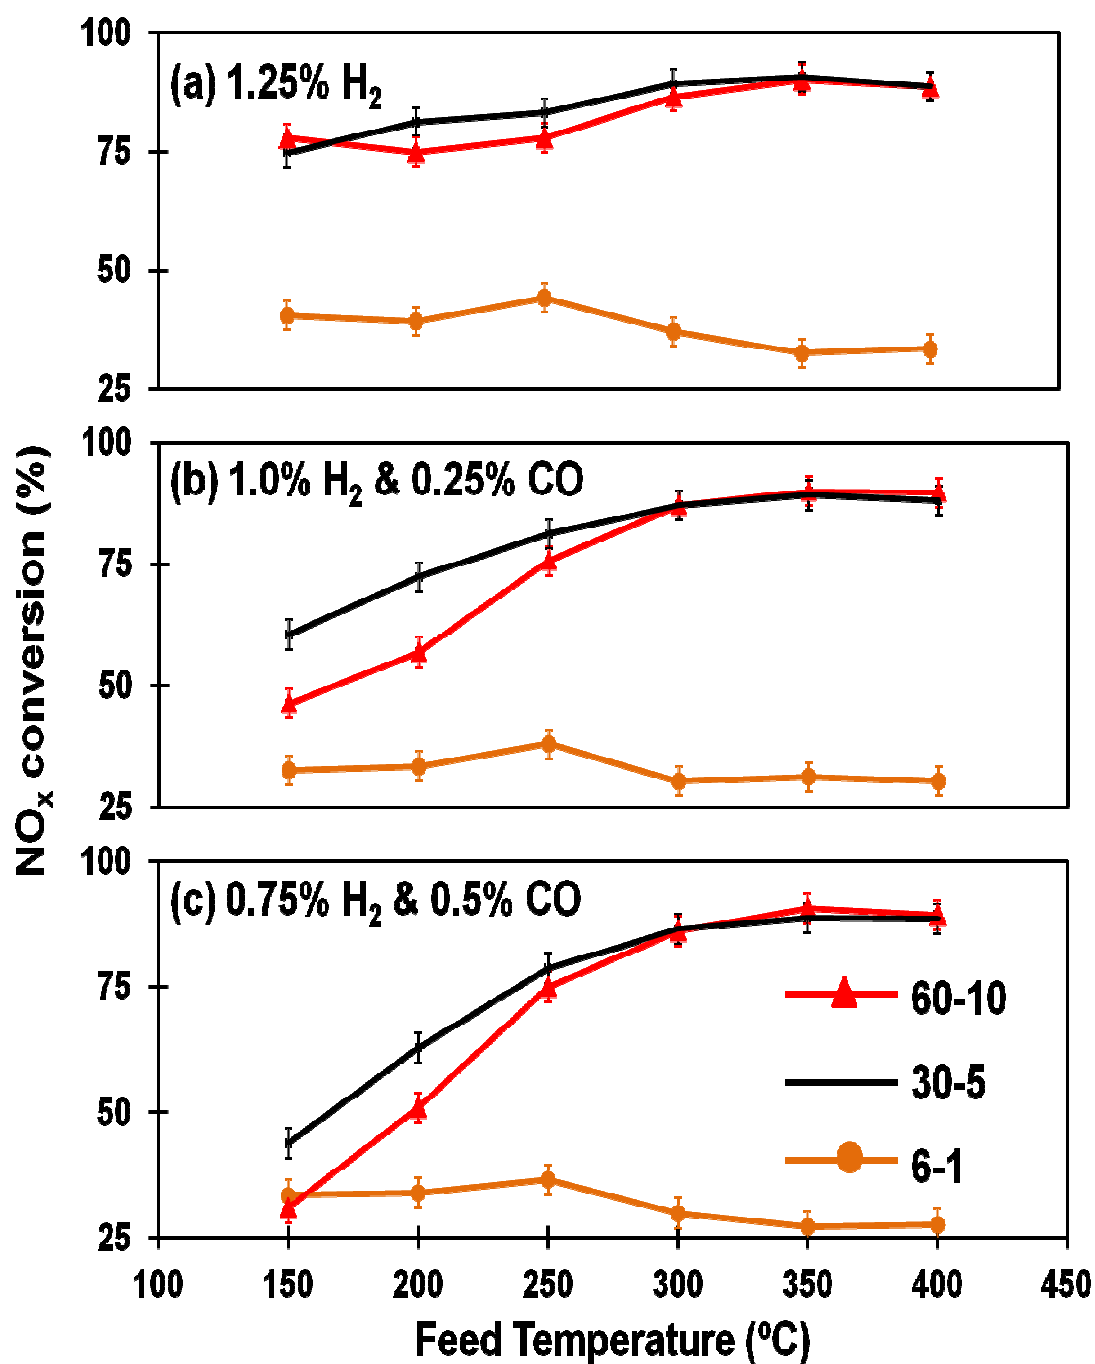 NOₓ conversion (%)
100
75
50
25
(a) 1.25% H₂
100
75
50
25
(b) 1.0% H₂ & 0.25% CO
100
75
50
25
(c) 0.75% H₂ & 0.5% CO
60-10
30-5
6-1
100 150 200 250 300 350 400 450
Feed Temperature (ºC)